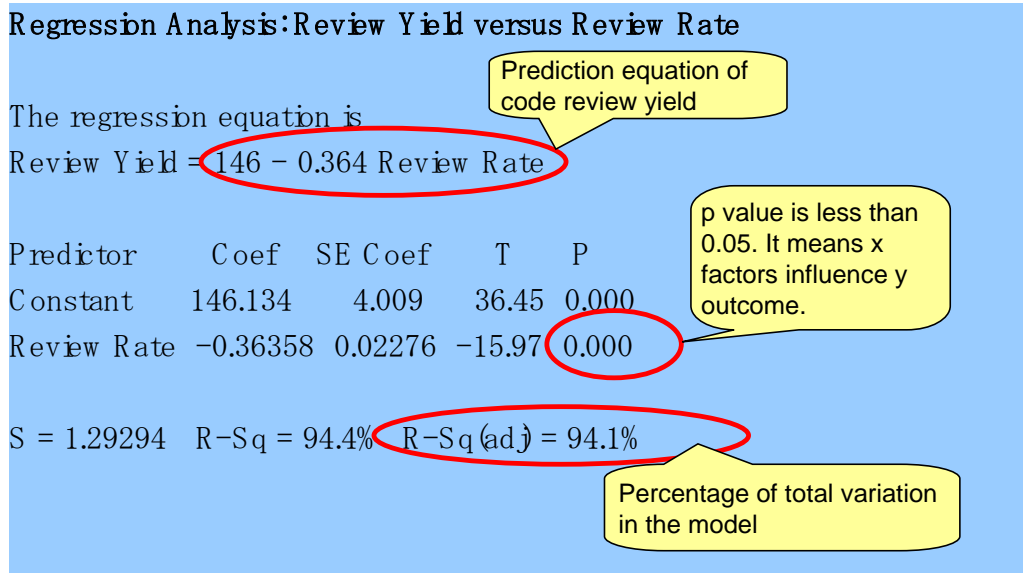 Regression Analysis: Review Yield versus Review Rate
Prediction equation of
code review yield
The regression equation is
Review Yield = 146 - 0.364 Review Rate
p value is less than
0.05. It means x
factors influence y
outcome.
Predictor Coef SE Coef T P
Constant 146.134 4.009 36.45 0.000
Review Rate -0.36358 0.02276 -15.97 0.000
S = 1.29294 R-Sq = 94.4% R-Sq(adj) = 94.1%
Percentage of total variation
in the model